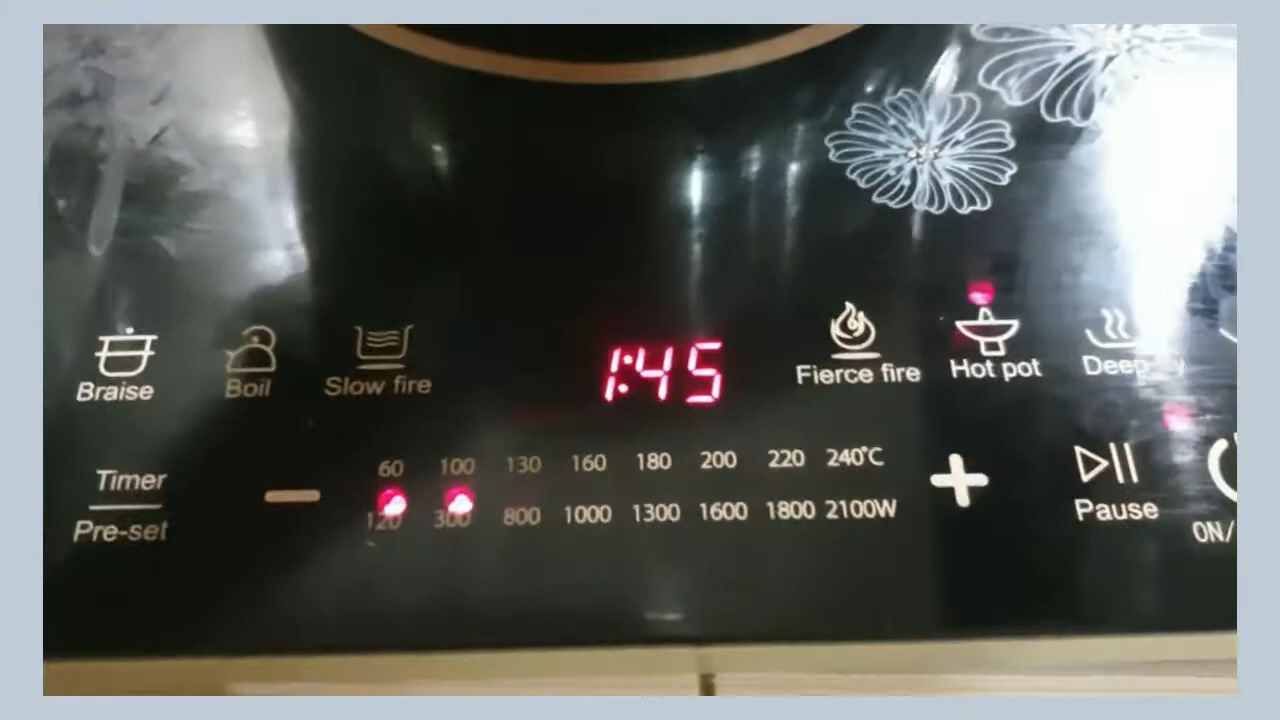 1:45
Braise Boil Slow fire Fierce fire Hot pot
Timer
Pre-set
60 100 130 160 180 200 220 240°C
120 300 800 1000 1300 1600 1800 2100W
Pause
ON/